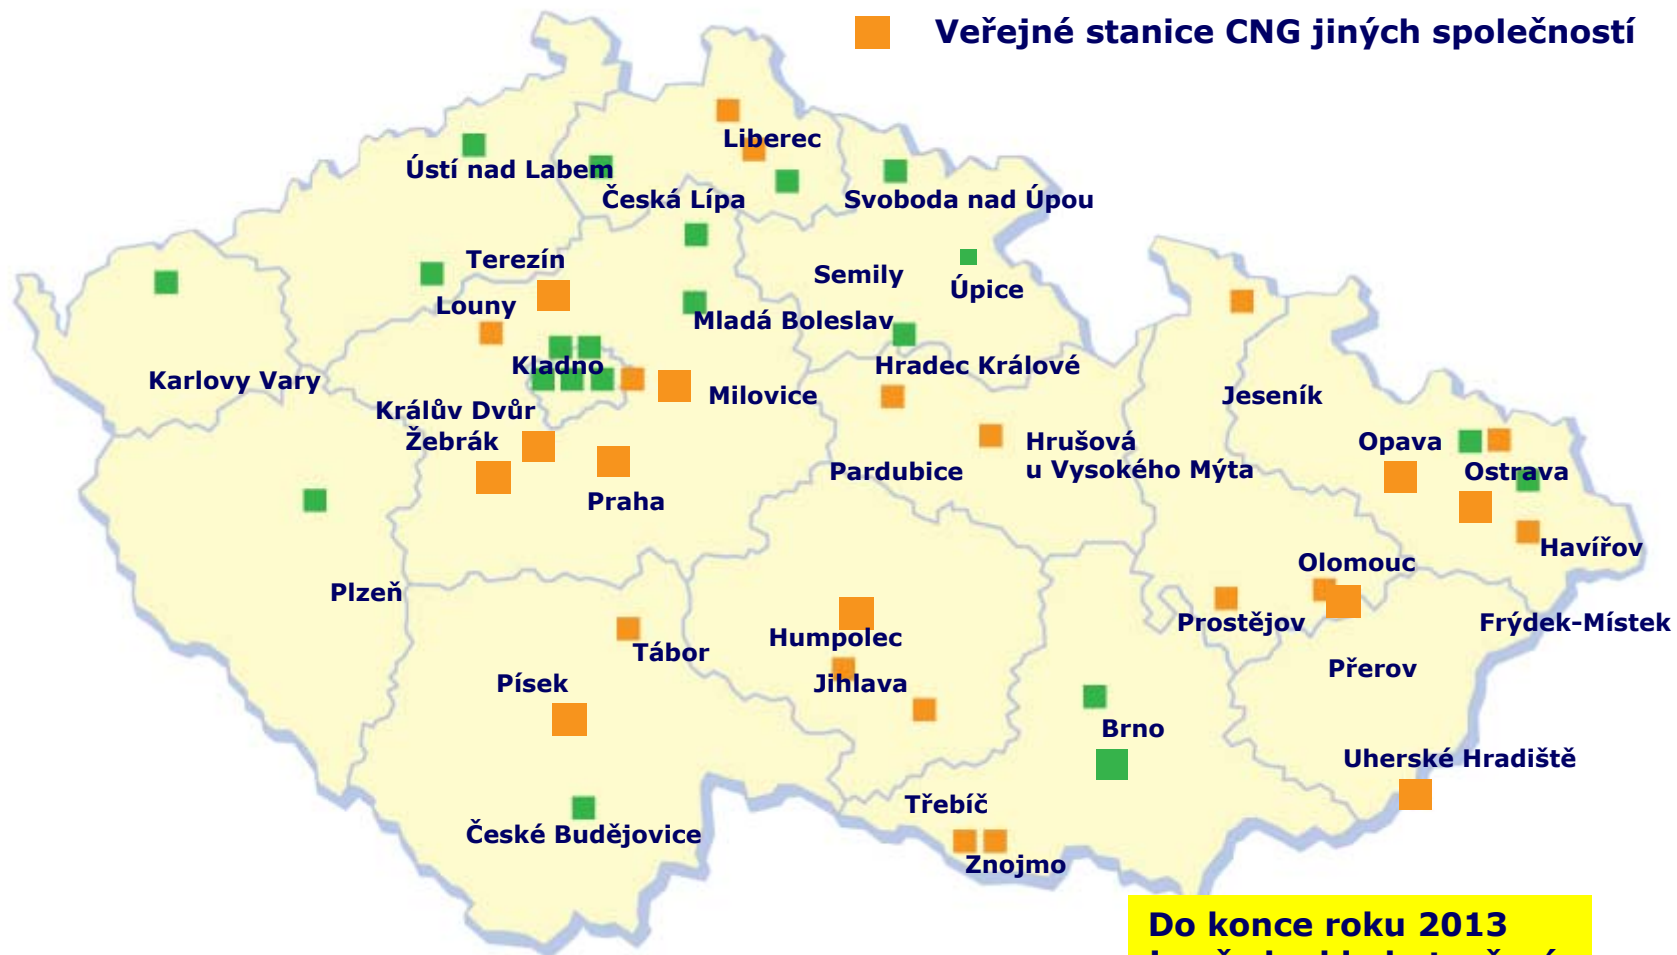 Veřejné stanice CNG jiných společností
Liberec
Ústí nad Labem
Česká Lípa
Svoboda nad Úpou
Terezín
Semily
Úpice
Louny
Mladá Boleslav
Kladno
Hradec Králové
Karlovy Vary
Milovice
Jeseník
Králův Dvůr
Žebrák
Hrušová
u Vysokého Mýta
Opava
Pardubice
Ostrava
Praha
Havířov
Olomouc
Plzeň
Prostějov
Frýdek-Místek
Humpolec
Tábor
Přerov
Písek
Jihlava
Brno
Uherské Hradiště
Třebíč
České Budějovice
Znojmo
Do konce roku 2013